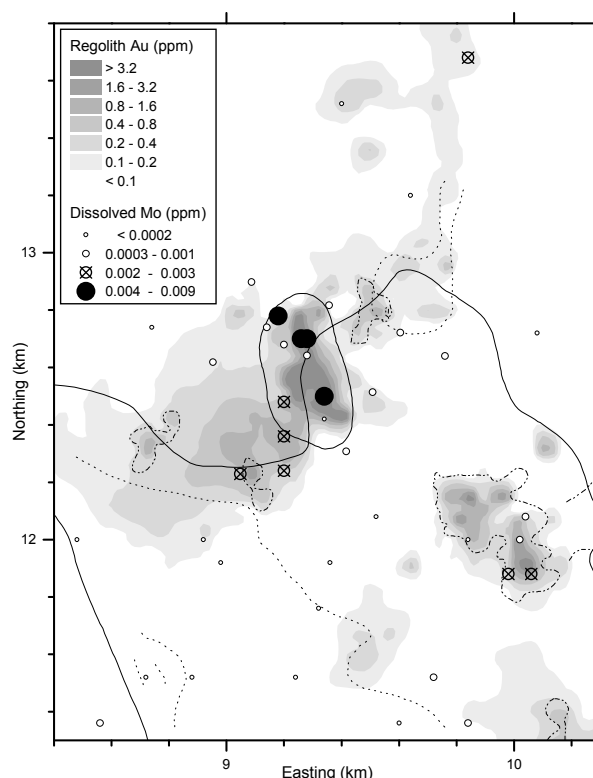 Regolith Au (ppm)
> 3.2
1.6 - 3.2
0.8 - 1.6
0.4 - 0.8
0.2 - 0.4
0.1 - 0.2
< 0.1
Dissolved Mo (ppm)
< 0.0002
0.0003 - 0.001
0.002 - 0.003
0.004 - 0.009
13
12
Northing (km)
9
10
Easting (km)